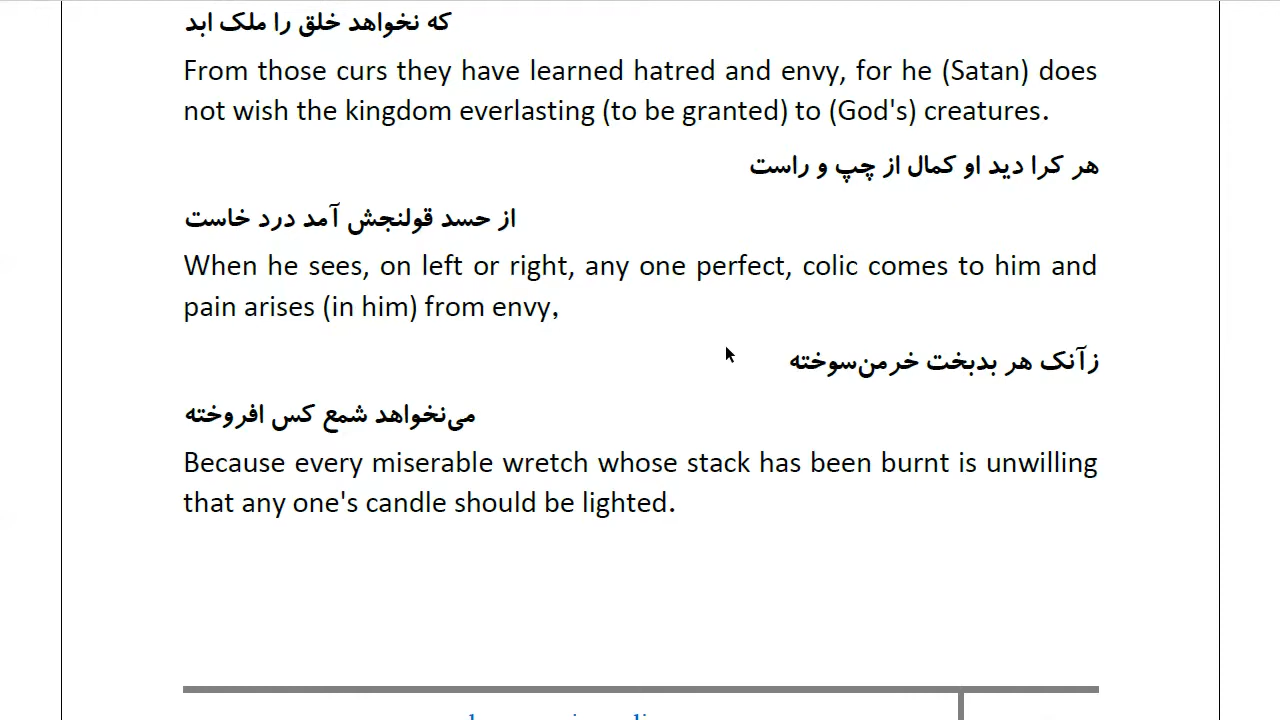 که نخواهد خلق را ملک ابد
From those curs they have learned hatred and envy, for he (Satan) does
not wish the kingdom everlasting (to be granted) to (God's) creatures.
هر کرا دید او کمال از چپ و راست
از حسد قولنجش آمد درد خاست
When he sees, on left or right, any one perfect, colic comes to him and
pain arises (in him) from envy,
زآنک هر بدبخت خرمن‌سوخته
می‌نخواهد شمع کس افروخته
Because every miserable wretch whose stack has been burnt is unwilling
that any one's candle should be lighted.